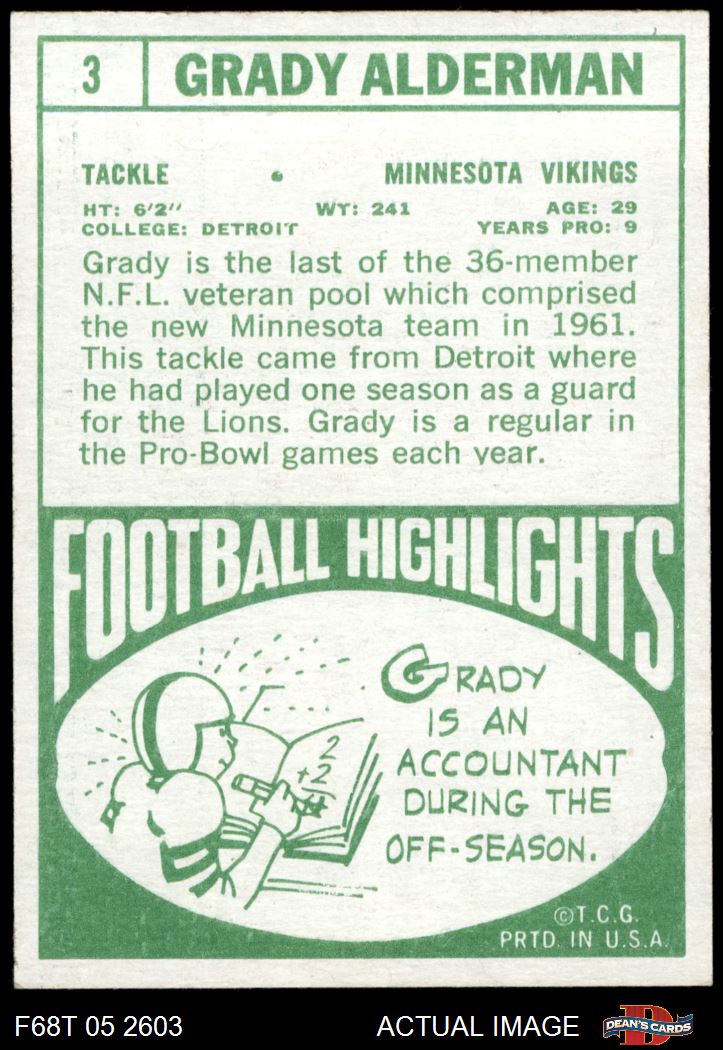 3 GRADY ALDERMAN
TACKLE • MINNESOTA VIKINGS
HT: 6'2" WT: 241 AGE: 29
COLLEGE: DETROIT YEARS PRO: 9
Grady is the last of the 36-member
N.F.L. veteran pool which comprised
the new Minnesota team in 1961.
This tackle came from Detroit where
he had played one season as a guard
for the Lions. Grady is a regular in
the Pro-Bowl games each year.
FOOTBALL HIGHLIGHTS
2
+2
4
GRADY
IS AN
ACCOUNTANT
DURING THE
OFF-SEASON.
©T.C.G.
PRTD. IN U.S.A.
F68T 05 2603 ACTUAL IMAGE
D
DEAN'S CARDS